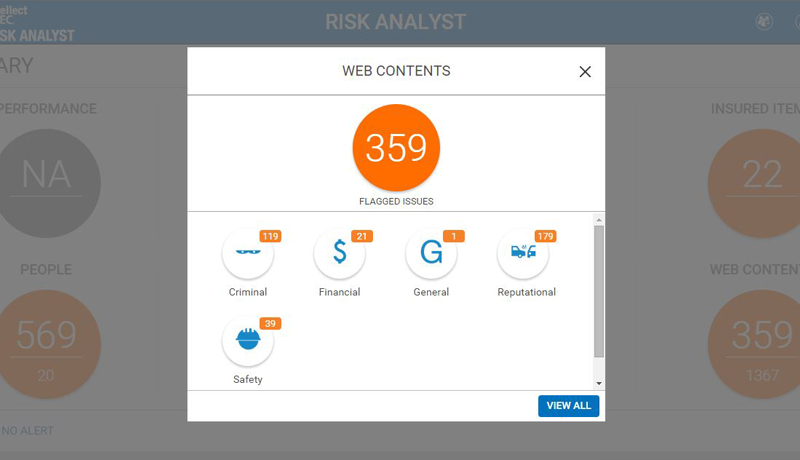 ellect
EC
SK ANALYST
RISK ANALYST
ARY
WEB CONTENTS
359
FLAGGED ISSUES
119
Criminal
$
21
Financial
G
1
General
179
Reputational
39
Safety
VIEW ALL
PERFORMANCE
NA
PEOPLE
569
20
NO ALERT
INSURED ITEM
22
WEB CONTEN
359
1367